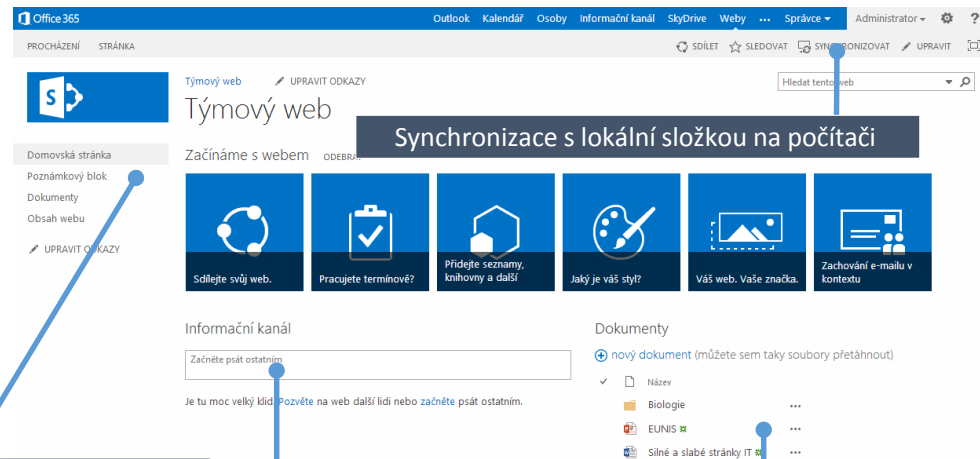 Office 365 Outlook Kalendář Osoby Informační kanál SkyDrive Weby ... Správce Administrator ?
PROCHÁZENÍ STRÁNKA SDÍLET SLEDOVAT SYNCHRONIZOVAT UPRAVIT
S
Týmový web UPRAVIT ODKAZY
Hledat tento web
Týmový web
Synchronizace s lokální složkou na počítači
Domovská stránka
Poznámkový blok
Dokumenty
Obsah webu
UPRAVIT ODKAZY
Začínáme s webem
Sdílejte svůj web.
Pracujete termínově?
Přidejte seznamy,
knihovny a další
Jaký je váš styl?
Váš web. Vaše značka.
Zachování e-mailu v
kontextu
Informační kanál
Začněte psát ostatním
Je tu moc velký klid. Pozvěte na web další lidi nebo začněte psát ostatním.
Dokumenty
nový dokument (můžete sem taky soubory přetáhnout)
Název
Biologie ...
EUNIS ...
Silné a slabé stránky IT ...